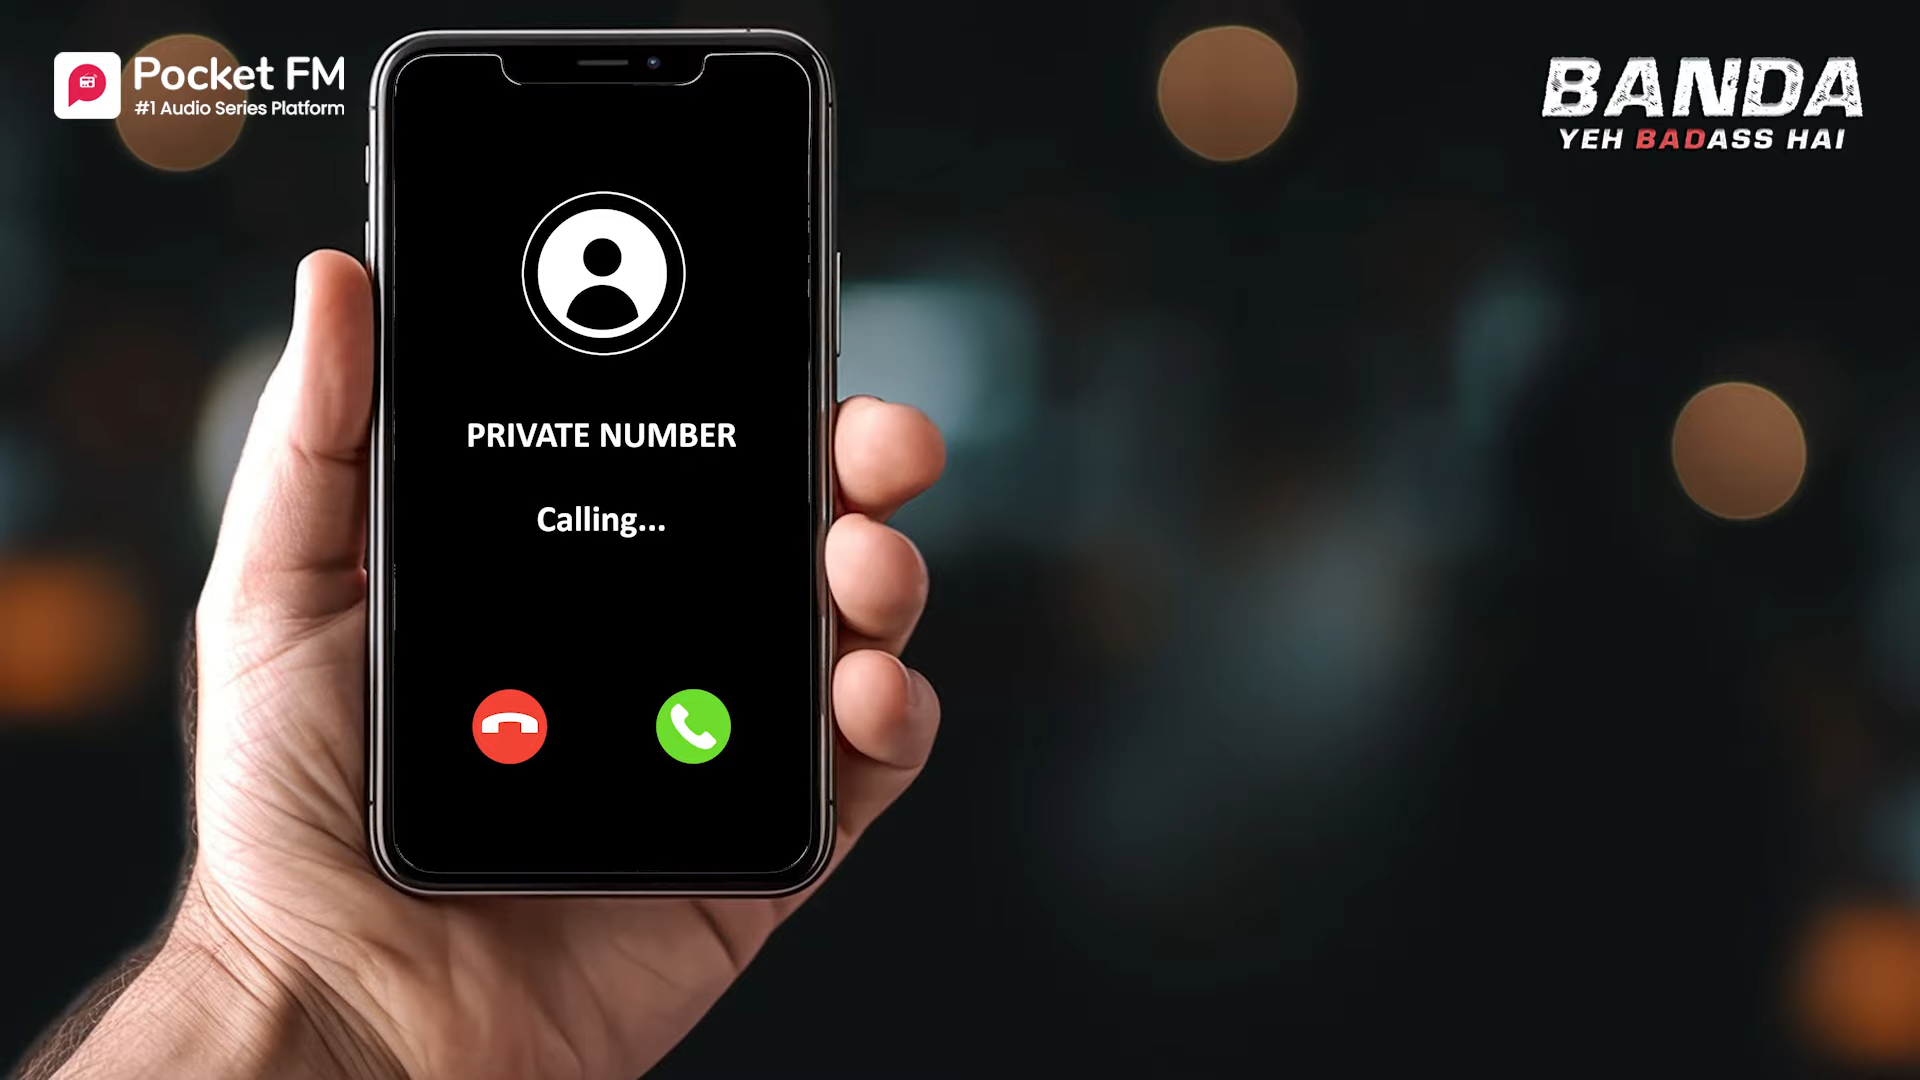 Pocket FM
#1 Audio Series Platform
BANDA
YEH BADASS HAI
PRIVATE NUMBER
Calling...